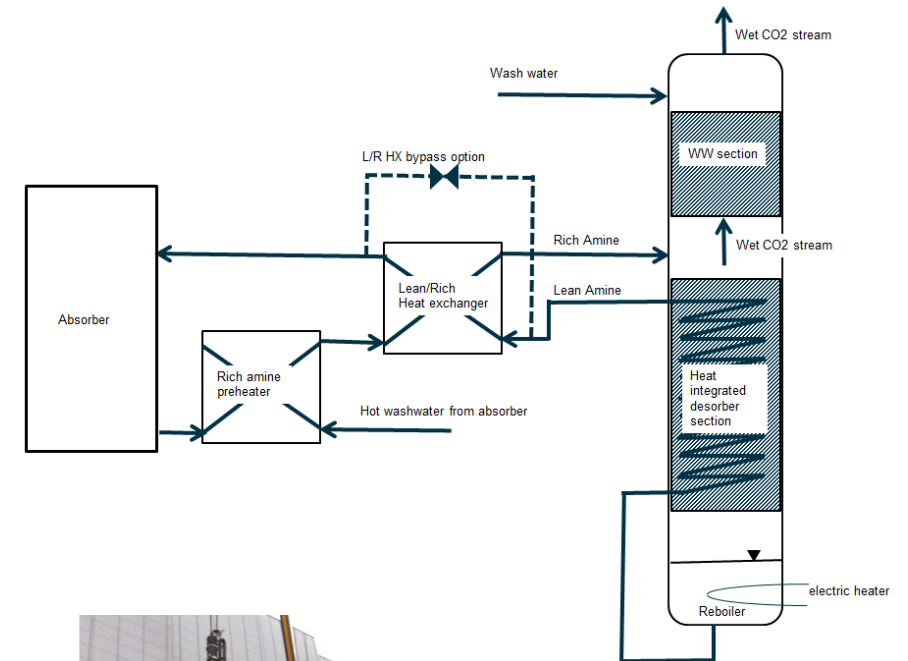 Wet CO2 stream
Wash water
WW section
L/R HX bypass option
Rich Amine
Wet CO2 stream
Lean/Rich
Heat exchanger
Lean Amine
Absorber
Rich amine
preheater
Heat
integrated
desorber
section
Hot washwater from absorber
electric heater
Reboiler